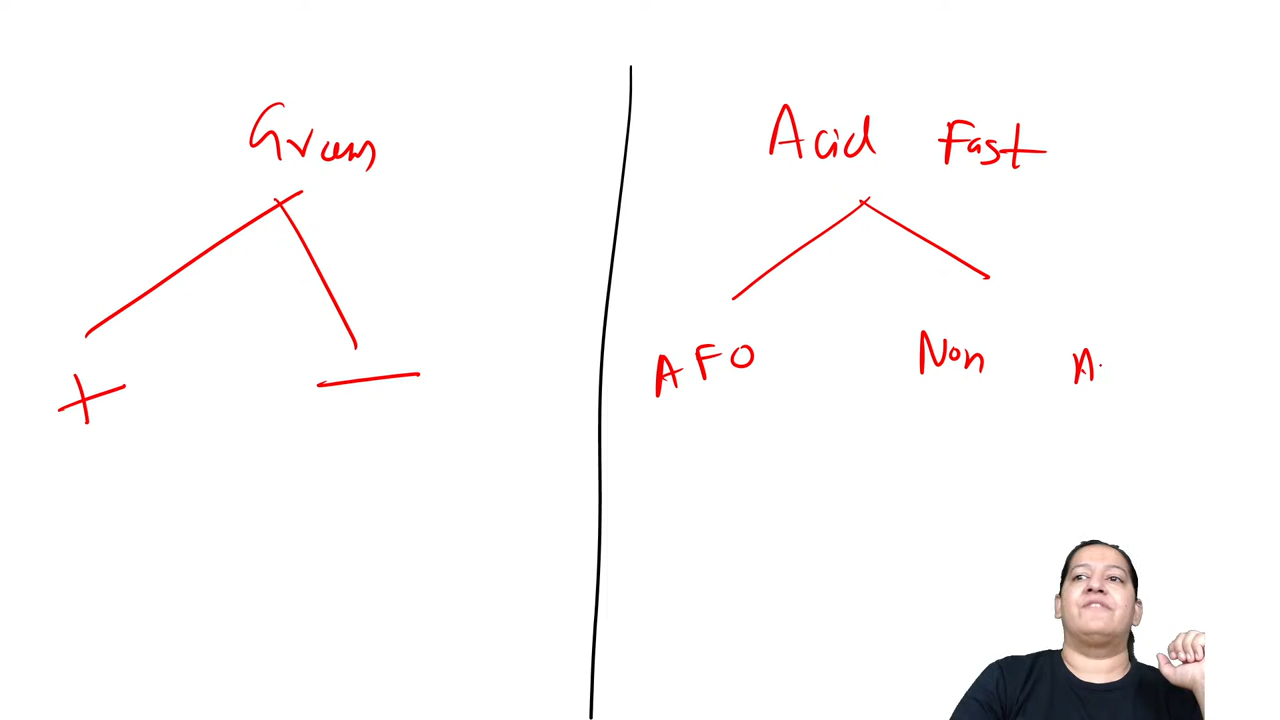 Gram
Acid Fast
+ –
AFO Non A.